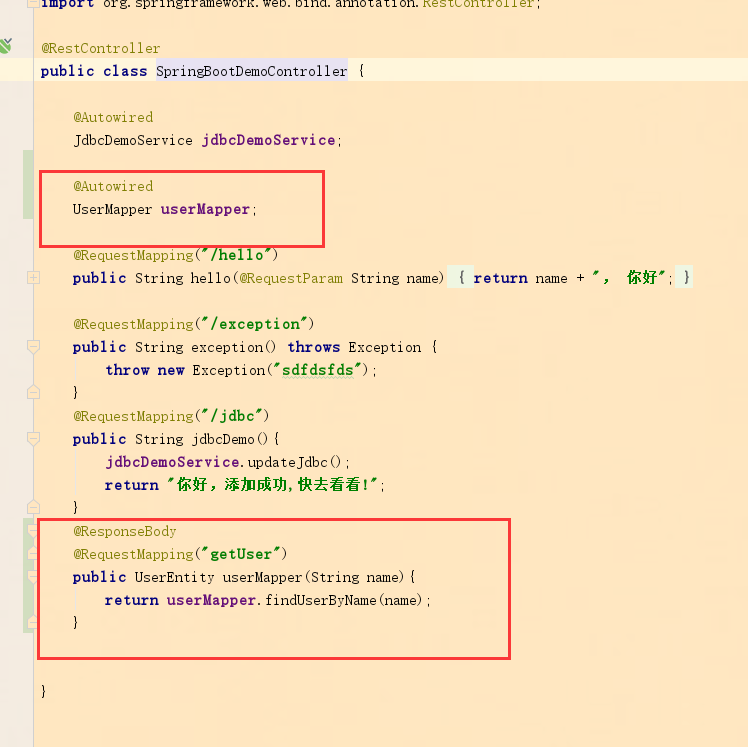 import org.springframework.web.bind.annotation.RestController;
@RestController
public class SpringBootDemoController {
@Autowired
JdbcDemoService jdbcDemoService;
@Autowired
UserMapper userMapper;
@RequestMapping("/hello")
public String hello(@RequestParam String name) { return name + ", 你好"; }
@RequestMapping("/exception")
public String exception() throws Exception {
throw new Exception("sdfdsfds");
}
@RequestMapping("/jdbc")
public String jdbcDemo(){
jdbcDemoService.updateJdbc();
return "你好，添加成功,快去看看!";
}
@ResponseBody
@RequestMapping("getUser")
public UserEntity userMapper(String name){
return userMapper.findUserByName(name);
}
}